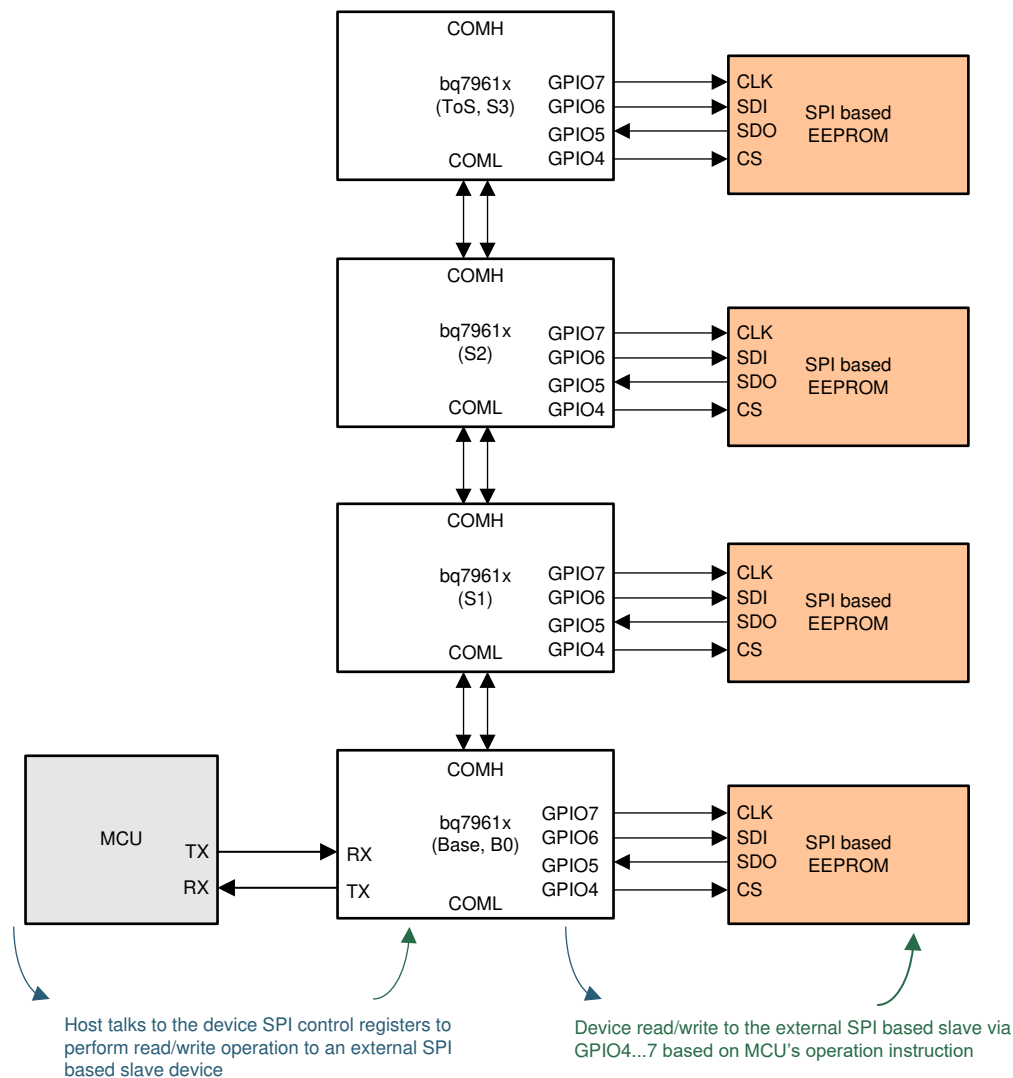 COMH
bq7961x
(ToS, S3)
COML
GPIO7
GPIO6
GPIO5
GPIO4
CLK
SDI
SDO
CS
SPI based
EEPROM
COMH
bq7961x
(S2)
COML
GPIO7
GPIO6
GPIO5
GPIO4
CLK
SDI
SDO
CS
SPI based
EEPROM
COMH
bq7961x
(S1)
COML
GPIO7
GPIO6
GPIO5
GPIO4
CLK
SDI
SDO
CS
SPI based
EEPROM
MCU
TX
RX
RX
TX
COMH
bq7961x
(Base, B0)
COML
GPIO7
GPIO6
GPIO5
GPIO4
CLK
SDI
SDO
CS
SPI based
EEPROM
Host talks to the device SPI control registers to
perform read/write operation to an external SPI
based slave device
Device read/write to the external SPI based slave via
GPIO4...7 based on MCU's operation instruction